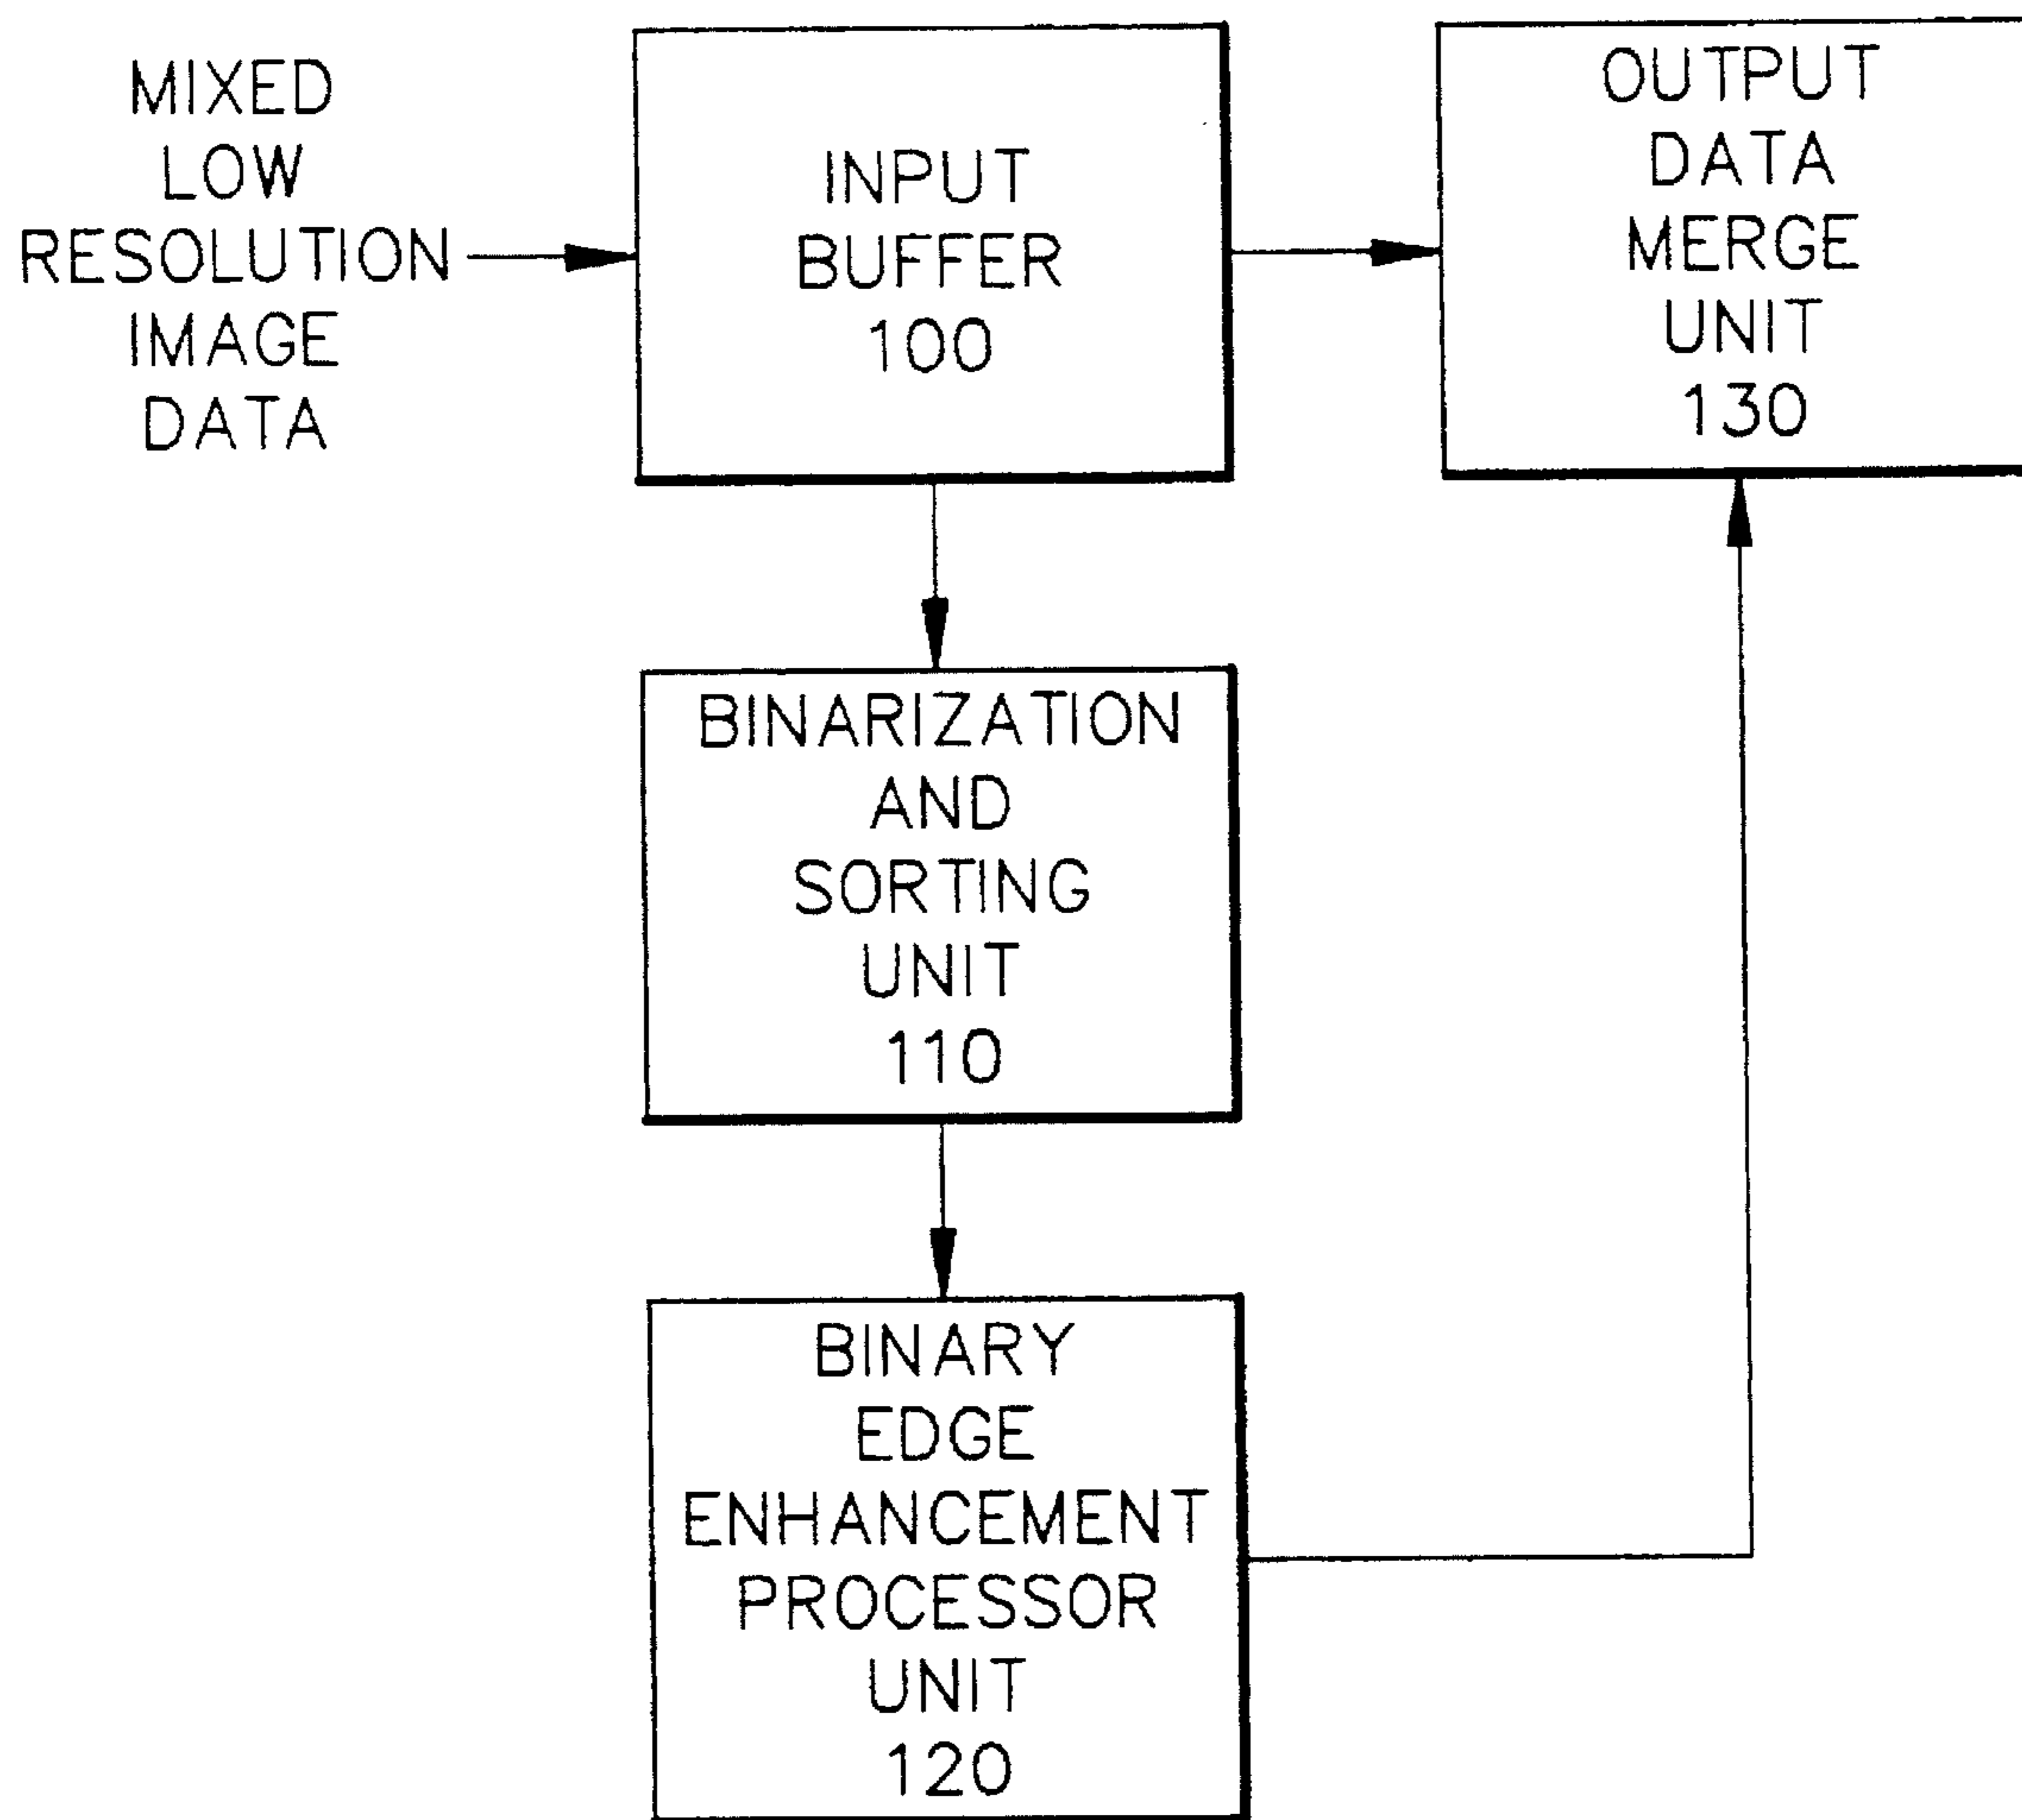 MIXED
LOW
RESOLUTION
IMAGE
DATA
INPUT
BUFFER
100
OUTPUT
DATA
MERGE
UNIT
130
BINARIZATION
AND
SORTING
UNIT
110
BINARY
EDGE
ENHANCEMENT
PROCESSOR
UNIT
120